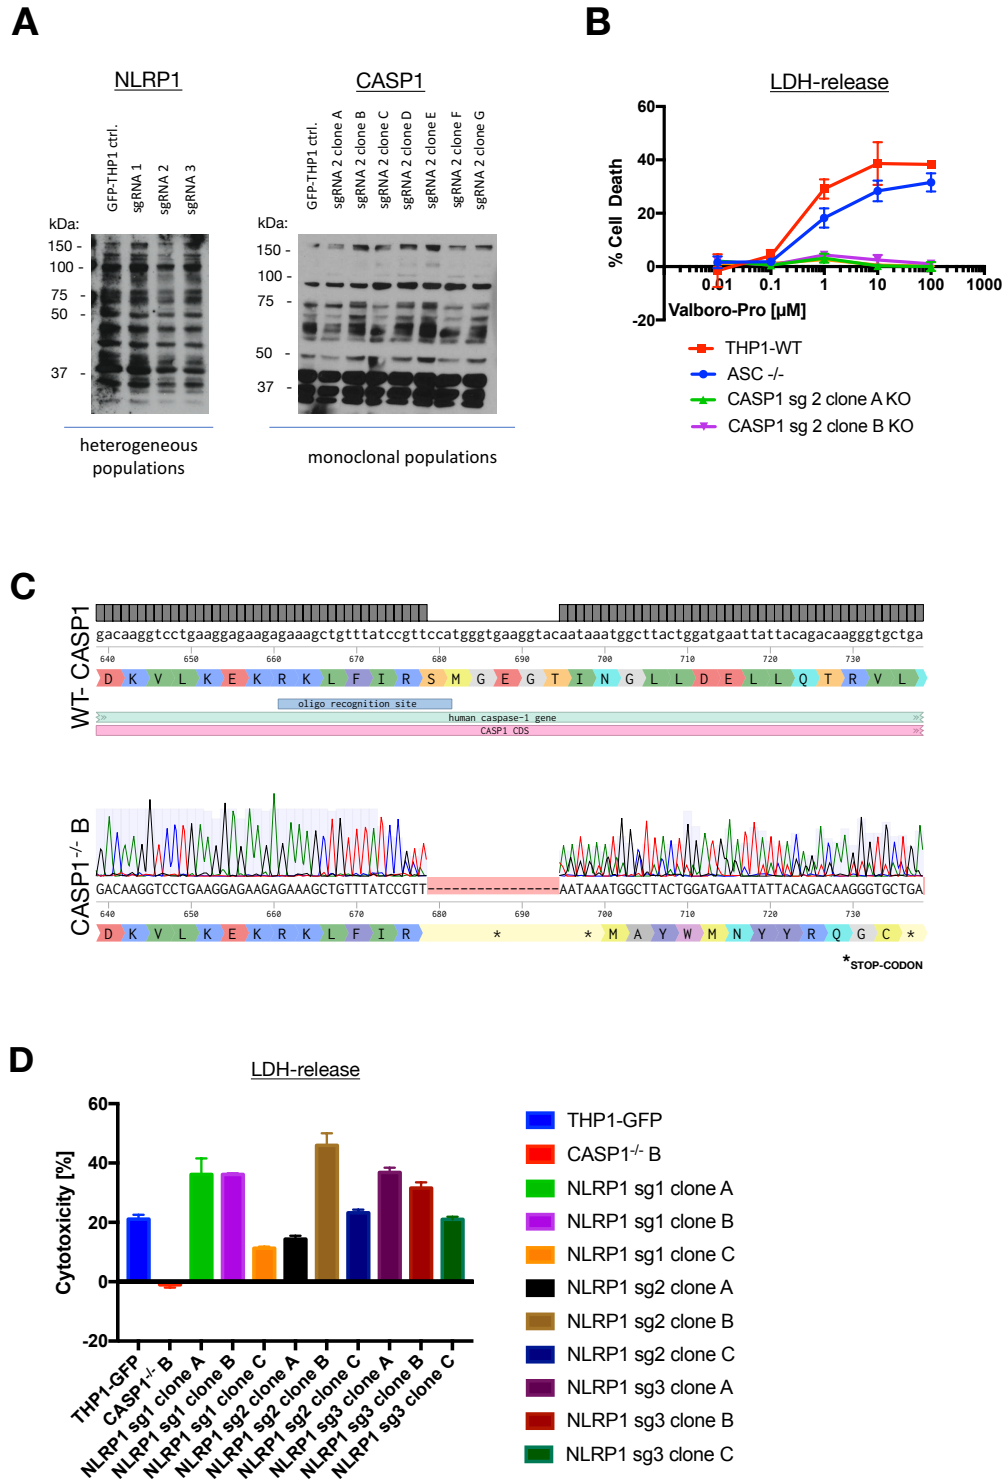 A
NLRP1
CASP1
GFP-THP1 ctrl.
sgRNA 1
sgRNA 2
sgRNA 3
GFP-THP1 ctrl.
sgRNA 2 clone A
sgRNA 2 clone B
sgRNA 2 clone C
sgRNA 2 clone D
sgRNA 2 clone E
sgRNA 2 clone F
sgRNA 2 clone G
kDa:
150 -
100 -
75 -
50 -
37 -
kDa:
150 -
100 -
75 -
50 -
37 -
heterogeneous
populations
monoclonal populations
B
LDH-release
% Cell Death
60
40
20
0
-20
0.01
0.1
1
10
100
1000
Valboro-Pro [µM]
THP1-WT
ASC -/-
CASP1 sg 2 clone A KO
CASP1 sg 2 clone B KO
C
WT- CASP1
gacaaggtcctgaaggagaagagaaagctgtttatccgttccatgggtgaaggtacaataaatggcttactggatgaattattacagacaagggtgctga
640 650 660 670 680 690 700 710 720 730
D K V L K E K R K L F I R S M G E G T I N G L L D E L L Q T R V L
oligo recognition site
human caspase-1 gene
CASP1 CDS
CASP1-/- B
GACAAGGTCCTGAAGGAGAAGAGAAAGCTGTTTATCCGTT----------------AATAAATGGCTTACTGGATGAATTATTACAGACAAGGGTGCTGA
640 650 660 670 680 690 700 710 720 730
D K V L K E K R K L F I R * * M A Y W M N Y Y R Q G C *
*STOP-CODON
D
LDH-release
Cytotoxicity [%]
60
40
20
0
-20
THP1-GFP
CASP1-/- B
NLRP1 sg1 clone A
NLRP1 sg1 clone B
NLRP1 sg1 clone C
NLRP1 sg2 clone A
NLRP1 sg2 clone B
NLRP1 sg2 clone C
NLRP1 sg3 clone A
NLRP1 sg3 clone B
NLRP1 sg3 clone C
THP1-GFP
CASP1-/- B
NLRP1 sg1 clone A
NLRP1 sg1 clone B
NLRP1 sg1 clone C
NLRP1 sg2 clone A
NLRP1 sg2 clone B
NLRP1 sg2 clone C
NLRP1 sg3 clone A
NLRP1 sg3 clone B
NLRP1 sg3 clone C